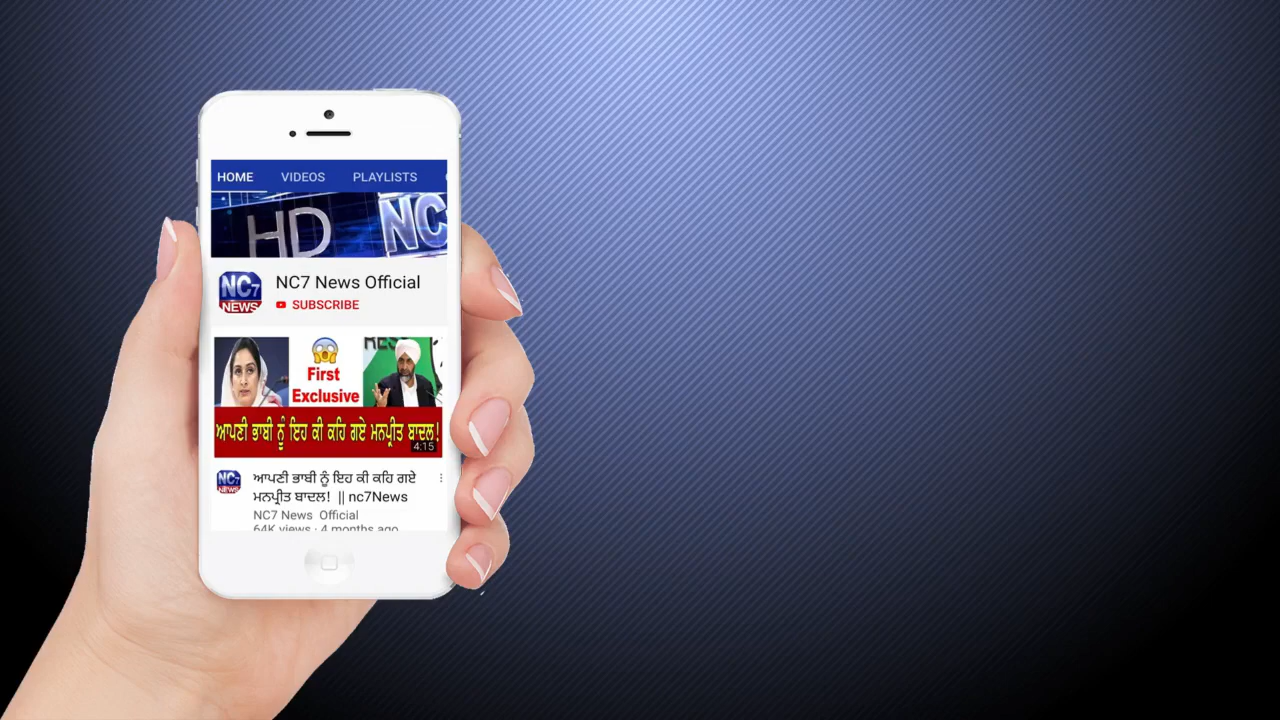 HOME VIDEOS PLAYLISTS
HD NC
NC7 NEWS
NC7 News Official
SUBSCRIBE
First
Exclusive
ਆਪਣੀ ਭਾਬੀ ਨੂੰ ਇਹ ਕੀ ਕਹਿ ਗਏ ਮਨਪ੍ਰੀਤ ਬਾਦਲ!
4:15
NC7 NEWS
ਆਪਣੀ ਭਾਬੀ ਨੂੰ ਇਹ ਕੀ ਕਹਿ ਗਏ
ਮਨਪ੍ਰੀਤ ਬਾਦਲ! || nc7News
NC7 News Official
64K views · 4 months ago